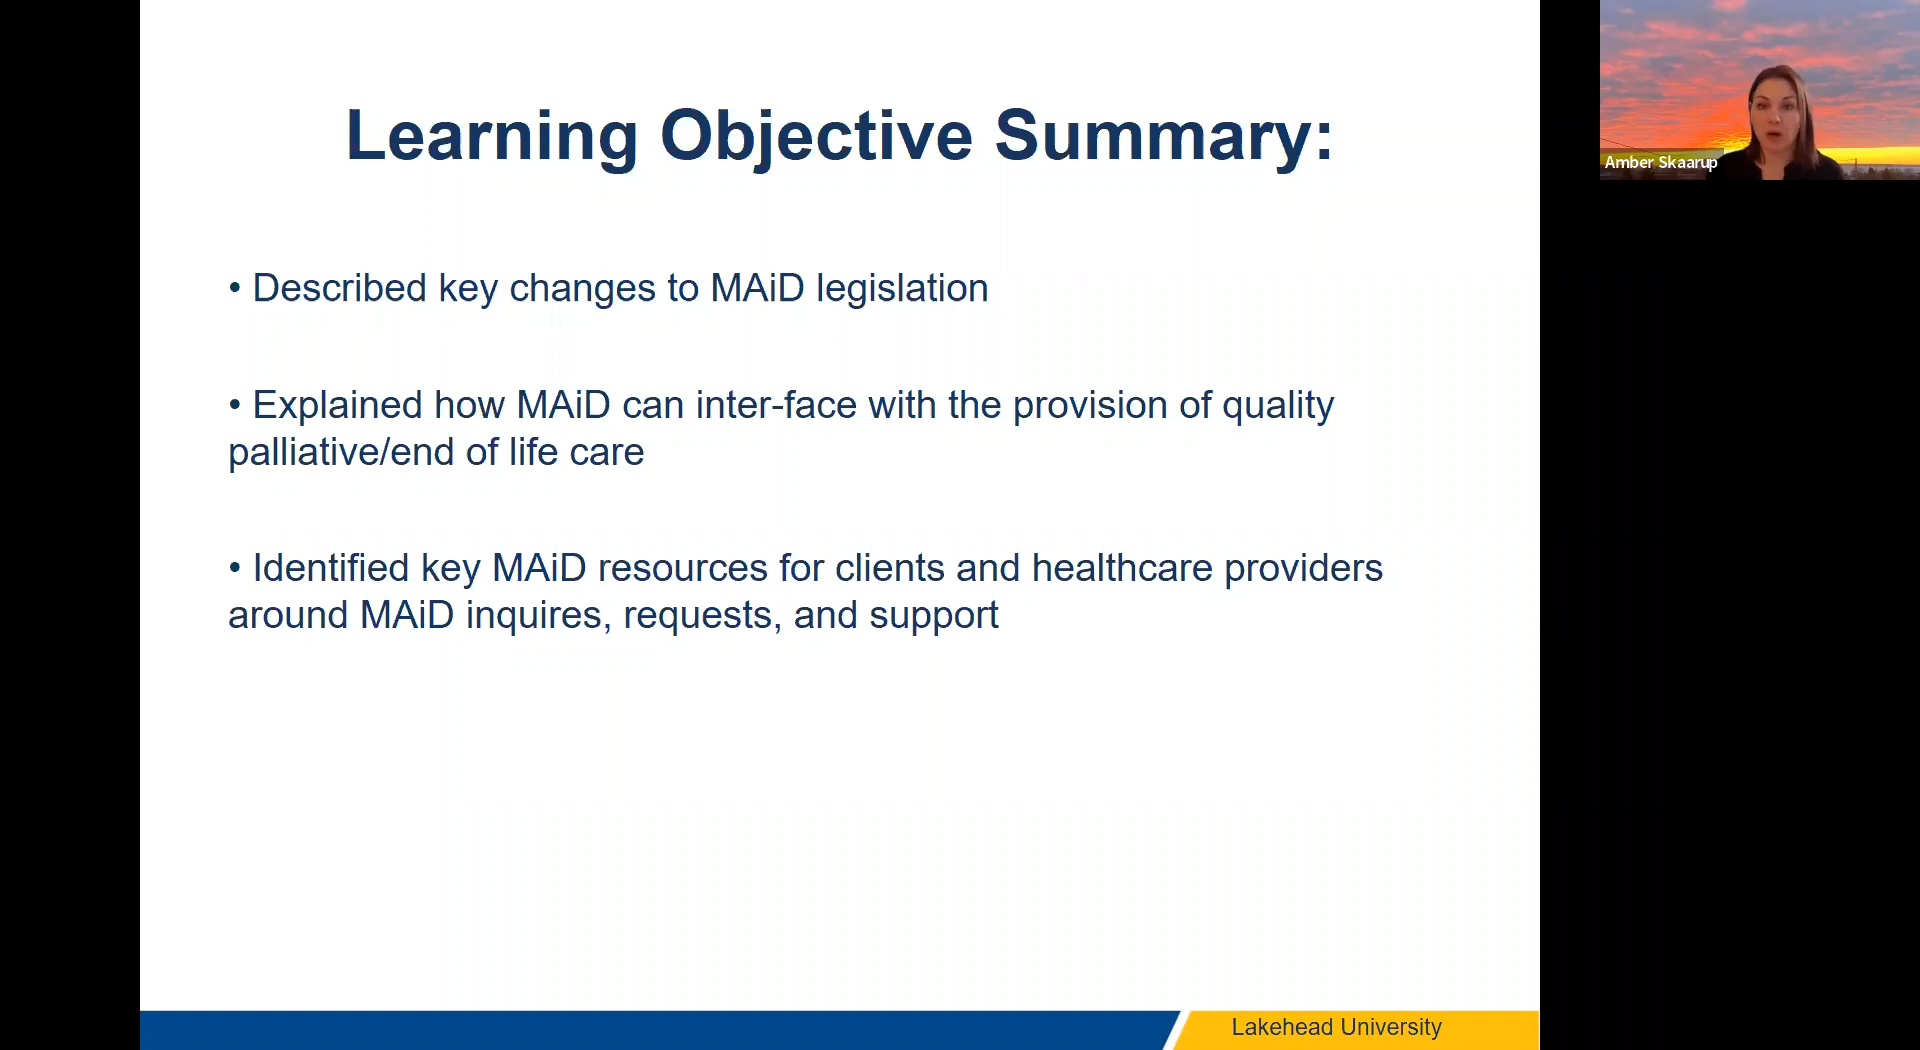 Learning Objective Summary:
• Described key changes to MAiD legislation
• Explained how MAiD can inter-face with the provision of quality
palliative/end of life care
• Identified key MAiD resources for clients and healthcare providers
around MAiD inquires, requests, and support
Lakehead University
Amber Skaarup